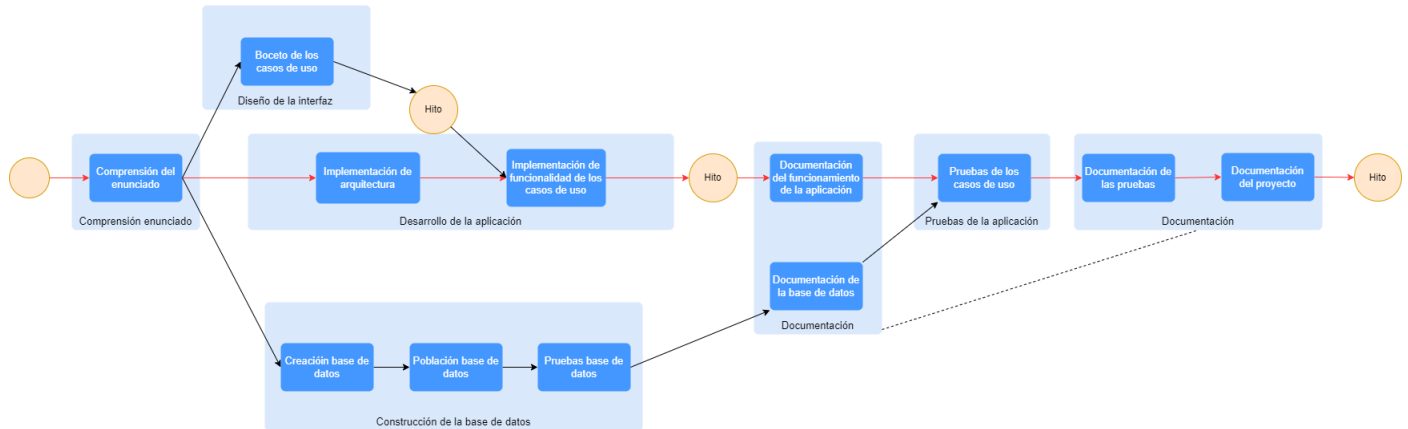 Boceto de los
casos de uso
Diseño de la interfaz
Hito
Comprensión del
enunciado
Comprensión enunciado
Implementación de
arquitectura
Implementación de
funcionalidad de los
casos de uso
Desarrollo de la aplicación
Hito
Documentación
del funcionamiento
de la aplicación
Documentación de
la base de datos
Documentación
Pruebas de los
casos de uso
Pruebas de la aplicación
Documentación de
las pruebas
Documentación
del proyecto
Documentación
Hito
Creacióin base de
datos
Población base de
datos
Pruebas base de
datos
Construcción de la base de datos